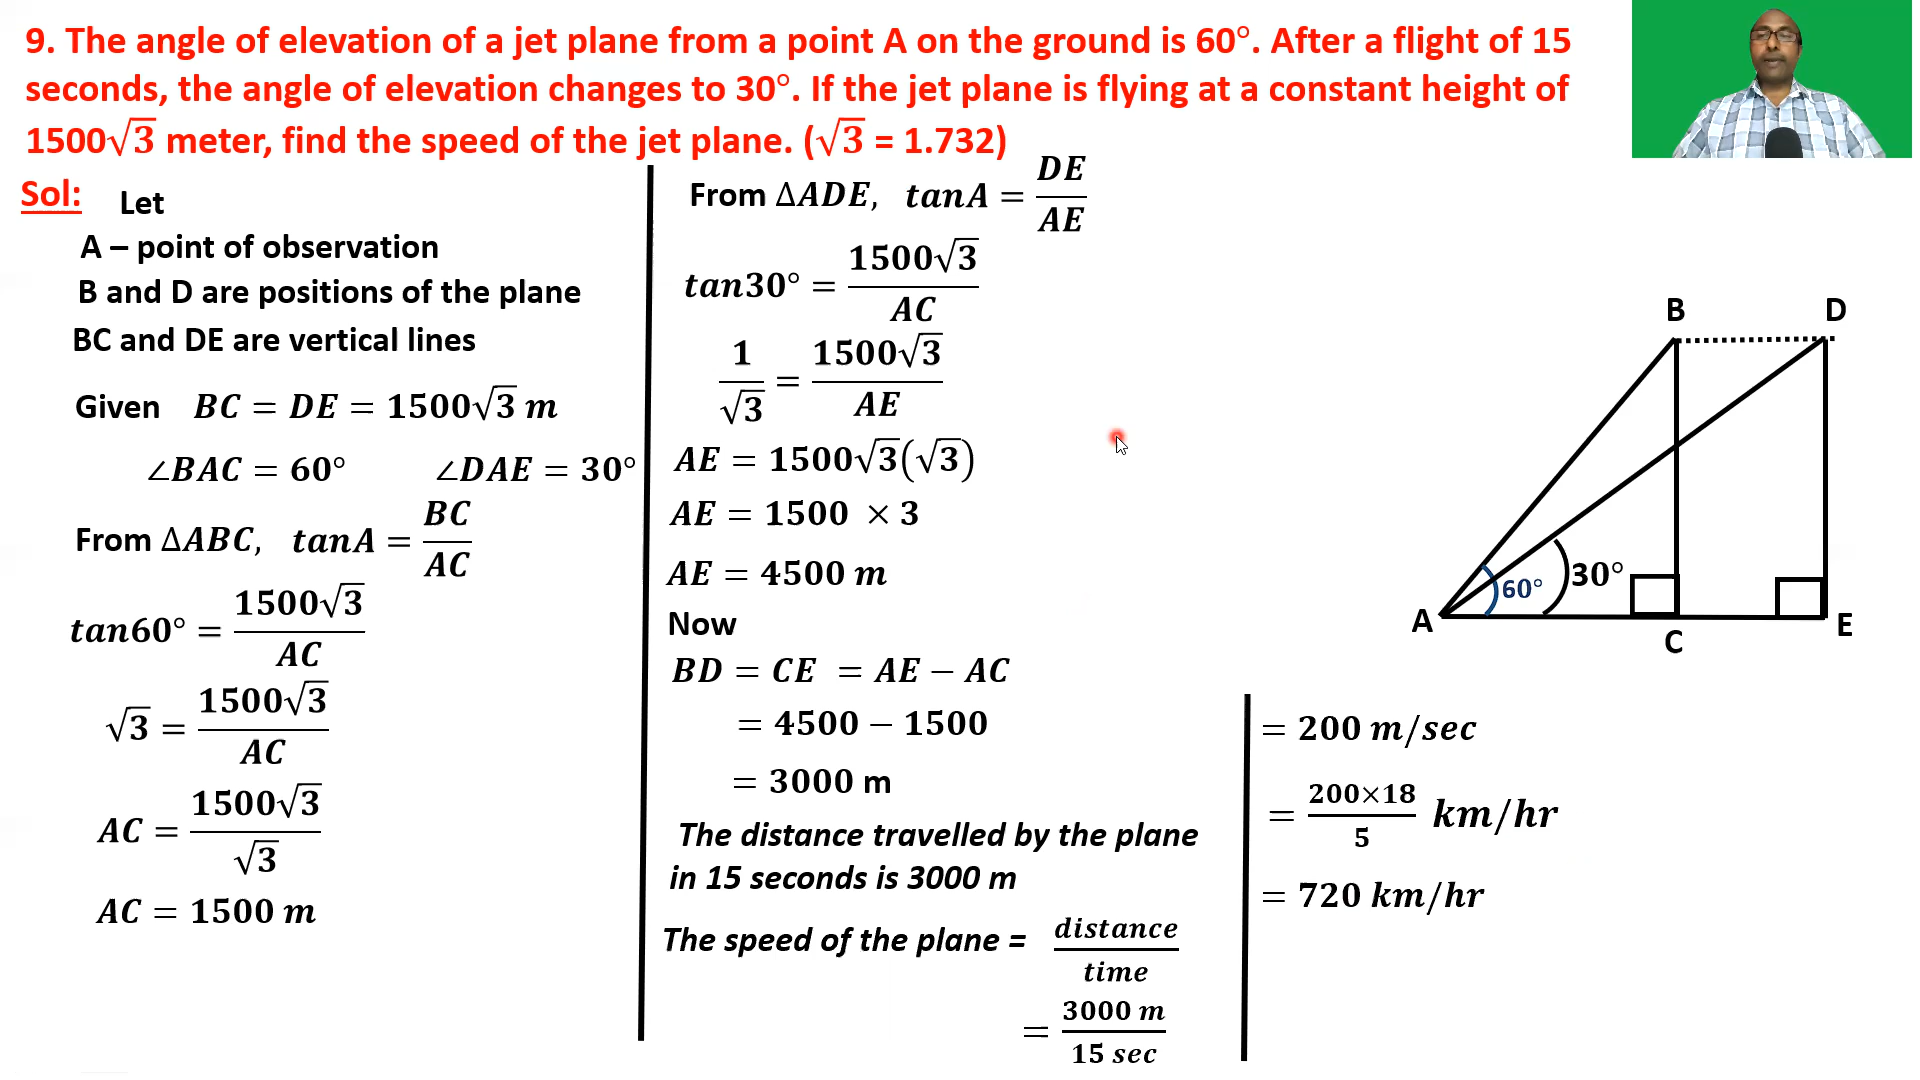 9. The angle of elevation of a jet plane from a point A on the ground is 60°. After a flight of 15
seconds, the angle of elevation changes to 30°. If the jet plane is flying at a constant height of
1500√3 meter, find the speed of the jet plane. (√3 = 1.732)
Sol: Let
A – point of observation
B and D are positions of the plane
BC and DE are vertical lines
Given BC = DE = 1500√3 m
∠BAC = 60° ∠DAE = 30°
From ΔABC, tanA = BC/AC
tan60° = 1500√3/AC
√3 = 1500√3/AC
AC = 1500√3/√3
AC = 1500 m
From ΔADE, tanA = DE/AE
tan30° = 1500√3/AC
1/√3 = 1500√3/AE
AE = 1500√3(√3)
AE = 1500 × 3
AE = 4500 m
Now
BD = CE = AE − AC
= 4500 − 1500
= 3000 m
The distance travelled by the plane
in 15 seconds is 3000 m
The speed of the plane = distance/time
= 3000 m/15 sec
= 200 m/sec
= 200×18/5 km/hr
= 720 km/hr
B D
60° 30°
A C E